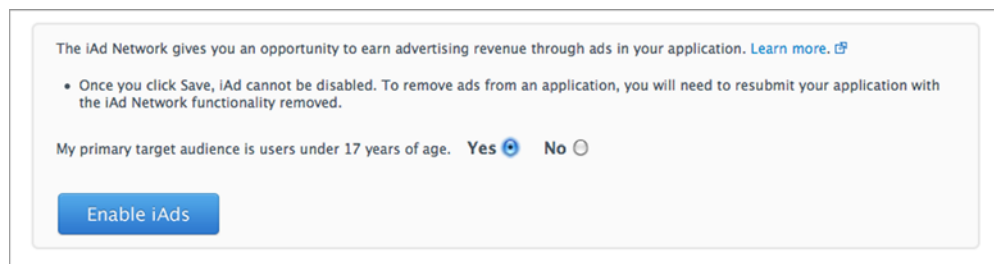 The iAd Network gives you an opportunity to earn advertising revenue through ads in your application. Learn more.
• Once you click Save, iAd cannot be disabled. To remove ads from an application, you will need to resubmit your application with
the iAd Network functionality removed.
My primary target audience is users under 17 years of age. Yes No
Enable iAds